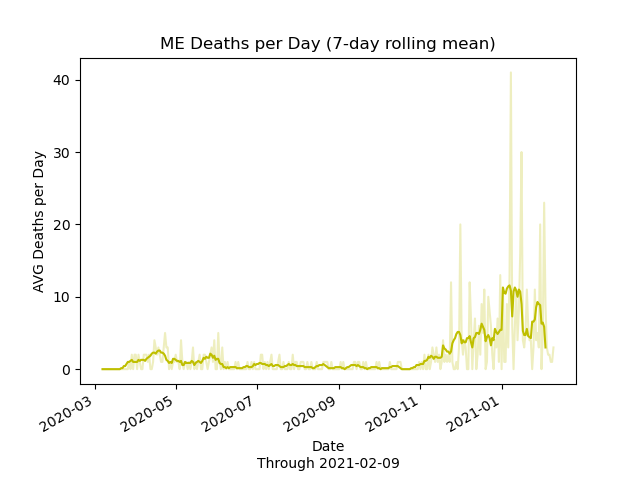 ME Deaths per Day (7-day rolling mean)
AVG Deaths per Day
40
30
20
10
0
2020-03
2020-05
2020-07
2020-09
2020-11
2021-01
Date
Through 2021-02-09